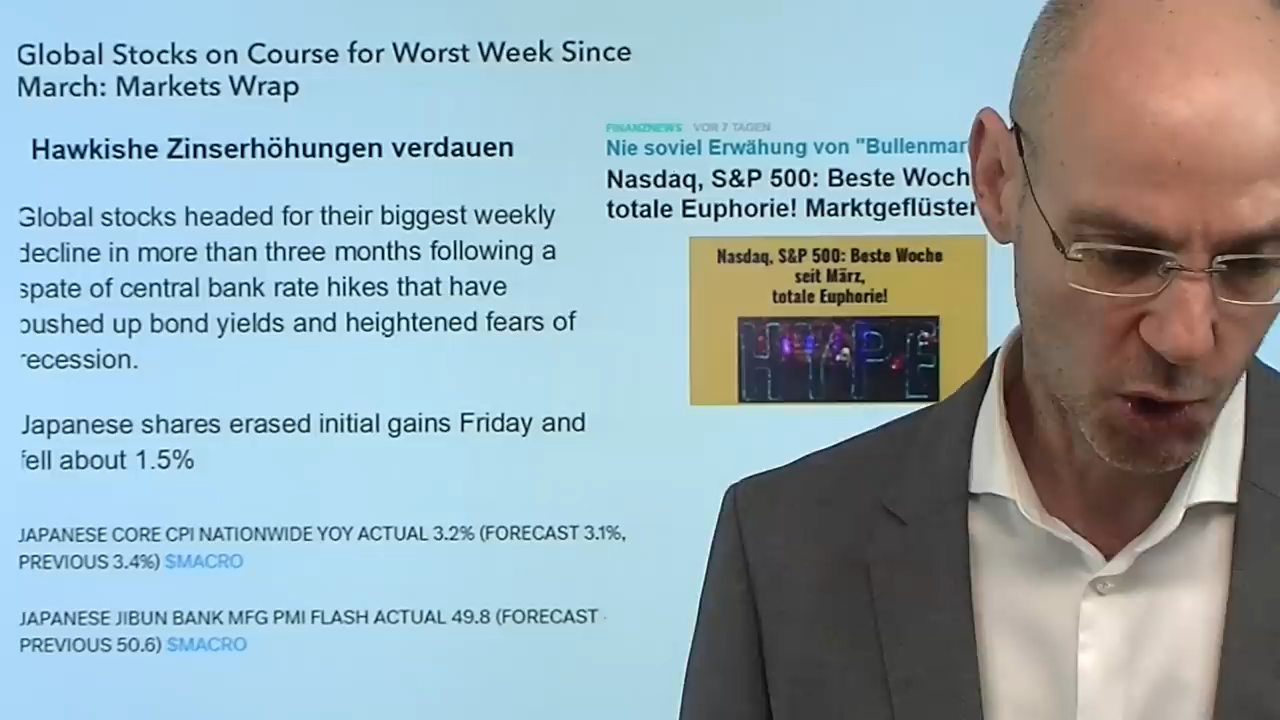 Global Stocks on Course for Worst Week Since
March: Markets Wrap
Hawkishe Zinserhöhungen verdauen
Global stocks headed for their biggest weekly
decline in more than three months following a
spate of central bank rate hikes that have
pushed up bond yields and heightened fears of
recession.
Japanese shares erased initial gains Friday and
fell about 1.5%
JAPANESE CORE CPI NATIONWIDE YOY ACTUAL 3.2% (FORECAST 3.1%,
PREVIOUS 3.4%) $MACRO
JAPANESE JIBUN BANK MFG PMI FLASH ACTUAL 49.8 (FORECAST
PREVIOUS 50.6) $MACRO
FINANZNEWS VOR 7 TAGEN
Nie soviel Erwähung von "Bullenmar
Nasdaq, S&P 500: Beste Woch
totale Euphorie! Marktgeflüster
Nasdaq, S&P 500: Beste Woche
seit März,
totale Euphorie!
HYPE